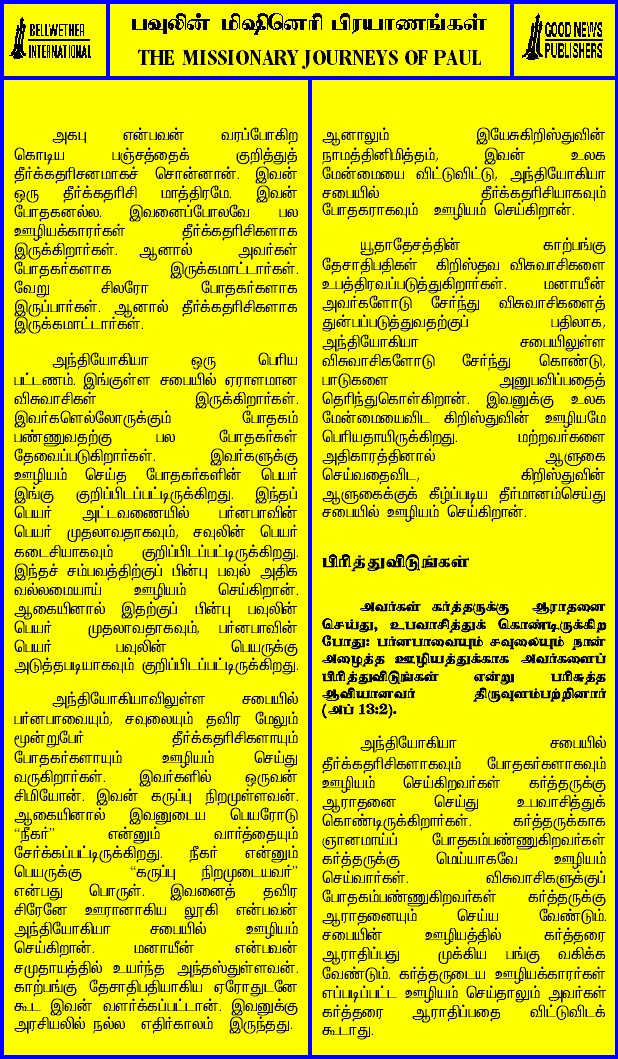 BELLWETHER
INTERNATIONAL
பவுலின் மிஷினெரி பிரயாணங்கள்
THE MISSIONARY JOURNEYS OF PAUL
GOOD NEWS
PUBLISHERS
அகபு என்பவன் வரப்போகிற
கொடிய பஞ்சத்தைக் குறித்துத்
தீர்க்கதரிசனமாகச் சொன்னான். இவன்
ஒரு தீர்க்கதரிசி மாத்திரமே. இவன்
போதகனல்ல. இவனைப்போலவே பல
ஊழியக்காரர்கள் தீர்க்கதரிசிகளாக
இருக்கிறார்கள். ஆனால் அவர்கள்
போதகர்களாக இருக்கமாட்டார்கள்.
வேறு சிலரோ போதகர்களாக
இருப்பார்கள். ஆனால் தீர்க்கதரிசிகளாக
இருக்கமாட்டார்கள்.
அந்தியோகியா ஒரு பெரிய
பட்டணம். இங்குள்ள சபையில் ஏராளமான
விசுவாசிகள் இருக்கிறார்கள்.
இவர்களெல்லோருக்கும் போதகம்
பண்ணுவதற்கு பல போதகர்கள்
தேவைப்படுகிறார்கள். இவர்களுக்கு
ஊழியம் செய்த போதகர்களின் பெயர்
இங்கு குறிப்பிடப்பட்டிருக்கிறது. இந்தப்
பெயர் அட்டவணையில் பர்னபாவின்
பெயர் முதலாவதாகவும், சவுலின் பெயர்
கடைசியாகவும் குறிப்பிடப்பட்டிருக்கிறது.
இந்தச் சம்பவத்திற்குப் பின்பு பவுல் அதிக
வல்லமையாய் ஊழியம் செய்கிறான்.
ஆகையினால் இதற்குப் பின்பு பவுலின்
பெயர் முதலாவதாகவும், பர்னபாவின்
பெயர் பவுலின் பெயருக்கு
அடுத்தபடியாகவும் குறிப்பிடப்பட்டிருக்கிறது.
அந்தியோகியாவிலுள்ள சபையில்
பர்னபாவையும், சவுலையும் தவிர மேலும்
மூன்றுபேர் தீர்க்கதரிசிகளாயும்
போதகர்களாயும் ஊழியம் செய்து
வருகிறார்கள். இவர்களில் ஒருவன்
சிமியோன். இவன் கருப்பு நிறமுள்ளவன்.
ஆகையினால் இவனுடைய பெயரோடு
“நீகர்” என்னும் வார்த்தையும்
சேர்க்கப்பட்டிருக்கிறது. நீகர் என்னும்
பெயருக்கு “கருப்பு நிறமுடையவர்”
என்பது பொருள். இவனைத் தவிர
சிரேனே ஊரானாகிய லூகி என்பவன்
அந்தியோகியா சபையில் ஊழியம்
செய்கிறான். மனாயீன் என்பவன்
சமுதாயத்தில் உயர்ந்த அந்தஸ்துள்ளவன்.
காற்பங்கு தேசாதிபதியாகிய ஏரோதுடனே
கூட இவன் வளர்க்கப்பட்டான். இவனுக்கு
அரசியலில் நல்ல எதிர்காலம் இருந்தது.
ஆனாலும் இயேசுகிறிஸ்துவின்
நாமத்தினிமித்தம், இவன் உலக
மேன்மையை விட்டுவிட்டு, அந்தியோகியா
சபையில் தீர்க்கதரிசியாகவும்
போதகராகவும் ஊழியம் செய்கிறான்.
யூதாதேசத்தின் காற்பங்கு
தேசாதிபதிகள் கிறிஸ்தவ விசுவாசிகளை
உபத்திரவப்படுத்துகிறார்கள். மனாயீன்
அவர்களோடு சேர்ந்து விசுவாசிகளைத்
துன்பப்படுத்துவதற்குப் பதிலாக,
அந்தியோகியா சபையிலுள்ள
விசுவாசிகளோடு சேர்ந்து கொண்டு,
பாடுகளை அனுபவிப்பதைத்
தெரிந்துகொள்கிறான். இவனுக்கு உலக
மேன்மையைவிட கிறிஸ்துவின் ஊழியமே
பெரியதாயிருக்கிறது. மற்றவர்களை
அதிகாரத்தினால் ஆளுகை
செய்வதைவிட, கிறிஸ்துவின்
ஆளுகைக்குக் கீழ்ப்படிய தீர்மானம்செய்து
சபையில் ஊழியம் செய்கிறான்.
பிரித்துவிடுங்கள்
அவர்கள் கர்த்தருக்கு ஆராதனை
செய்து, உபவாசித்துக் கொண்டிருக்கிற
போது: பர்னபாவையும் சவுலையும் நான்
அழைத்த ஊழியத்துக்காக அவர்களைப்
பிரித்துவிடுங்கள் என்று பரிசுத்த
ஆவியானவர் திருவுளம்பற்றினார்
(அப் 13:2).
அந்தியோகியா சபையில்
தீர்க்கதரிசிகளாகவும் போதகர்களாகவும்
ஊழியம் செய்கிறவர்கள் கர்த்தருக்கு
ஆராதனை செய்து உபவாசித்துக்
கொண்டிருக்கிறார்கள். கர்த்தருக்காக
ஞானமாய்ப் போதகம்பண்ணுகிறவர்கள்
கர்த்தருக்கு மெய்யாகவே ஊழியம்
செய்வார்கள். விசுவாசிகளுக்குப்
போதகம்பண்ணுகிறவர்கள் கர்த்தருக்கு
ஆராதனையும் செய்ய வேண்டும்.
சபையின் ஊழியத்தில் கர்த்தரை
ஆராதிப்பது முக்கிய பங்கு வகிக்க
வேண்டும். கர்த்தருடைய ஊழியக்காரர்கள்
எப்படிப்பட்ட ஊழியம் செய்தாலும் அவர்கள்
கர்த்தரை ஆராதிப்பதை விட்டுவிடக்
கூடாது.